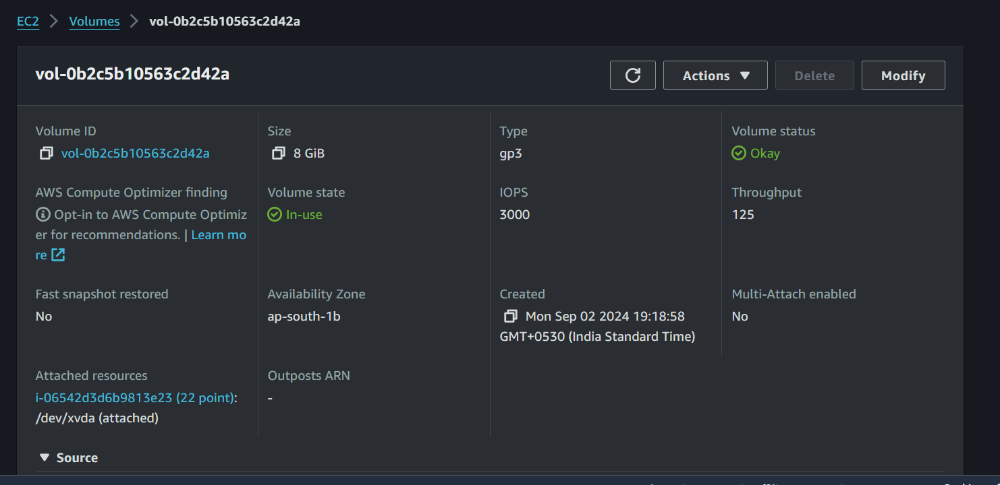 EC2 > Volumes > vol-0b2c5b10563c2d42a
vol-0b2c5b10563c2d42a
Actions ▼ Delete Modify
Volume ID
vol-0b2c5b10563c2d42a
Size
8 GiB
Type
gp3
Volume status
Okay
AWS Compute Optimizer finding
Opt-in to AWS Compute Optimiz
er for recommendations. | Learn mo
re
Volume state
In-use
IOPS
3000
Throughput
125
Fast snapshot restored
No
Availability Zone
ap-south-1b
Created
Mon Sep 02 2024 19:18:58
GMT+0530 (India Standard Time)
Multi-Attach enabled
No
Attached resources
i-06542d3d6b9813e23 (22 point):
/dev/xvda (attached)
Outposts ARN
-
▼ Source